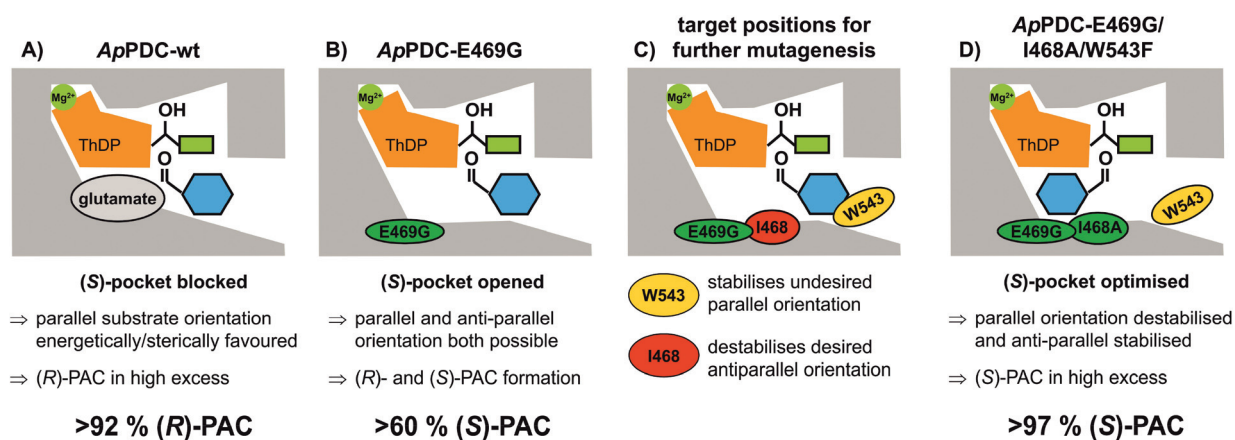 A)
ApPDC-wt
Mg2+
OH
ThDP
O
glutamate
(S)-pocket blocked
⇒ parallel substrate orientation
energetically/sterically favoured
⇒ (R)-PAC in high excess
>92 % (R)-PAC
B)
ApPDC-E469G
Mg2+
OH
ThDP
O
E469G
(S)-pocket opened
⇒ parallel and anti-parallel
orientation both possible
⇒ (R)- and (S)-PAC formation
>60 % (S)-PAC
C)
target positions for
further mutagenesis
Mg2+
OH
ThDP
O
W543
E469G
I468
W543
stabilises undesired
parallel orientation
I468
destabilises desired
antiparallel orientation
D)
ApPDC-E469G/
I468A/W543F
Mg2+
OH
ThDP
O
W543
E469G
I468A
(S)-pocket optimised
⇒ parallel orientation destabilised
and anti-parallel stabilised
⇒ (S)-PAC in high excess
>97 % (S)-PAC